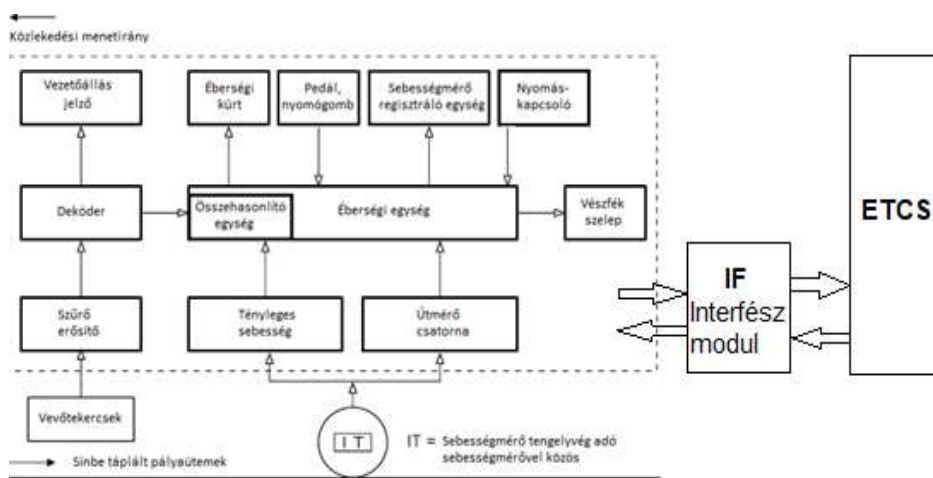 Közlekedési menetirány
Vezetőállás
jelző
Éberségi
kürt
Pedál,
nyomógomb
Sebességmérő
regisztráló egység
Nyomás-
kapcsoló
Dekóder
Összehasonlító
egység
Éberségi egység
Vészfék
szelep
ETCS
IF
Interfész
modul
Szűrő
erősítő
Tényleges
sebesség
Útmérő
csatorna
Vevőtekercsek
I T
IT = Sebességmérő tengelyvég adó
sebességmérővel közös
Sinbe táplált pályaütemek